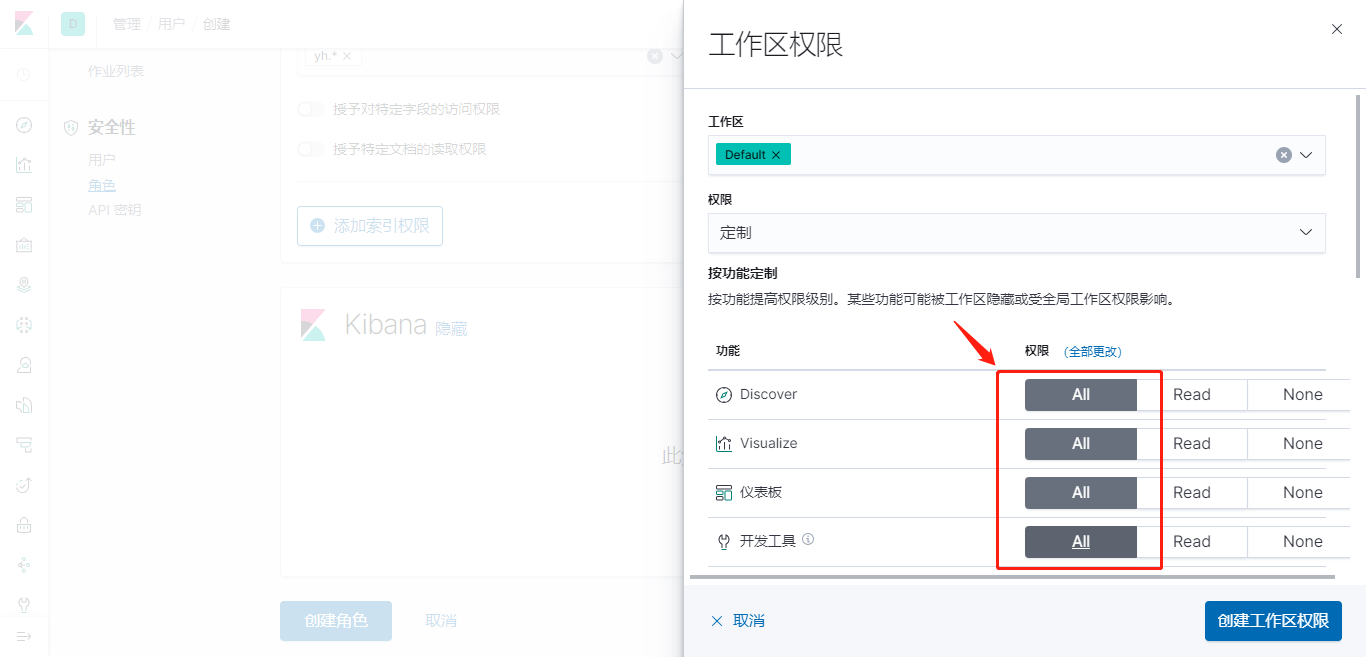 D 管理 / 用户 / 创建
作业列表
安全性
用户
角色
API 密钥
yh.* ×
授予对特定字段的访问权限
授予特定文档的读取权限
添加索引权限
Kibana 隐藏
此
创建角色 取消
工作区权限
工作区
Default ×
权限
定制
按功能定制
按功能提高权限级别。某些功能可能被工作区隐藏或受全局工作区权限影响。
功能 权限 (全部更改)
Discover All Read None
Visualize All Read None
仪表板 All Read None
开发工具 All Read None
× 取消 创建工作区权限